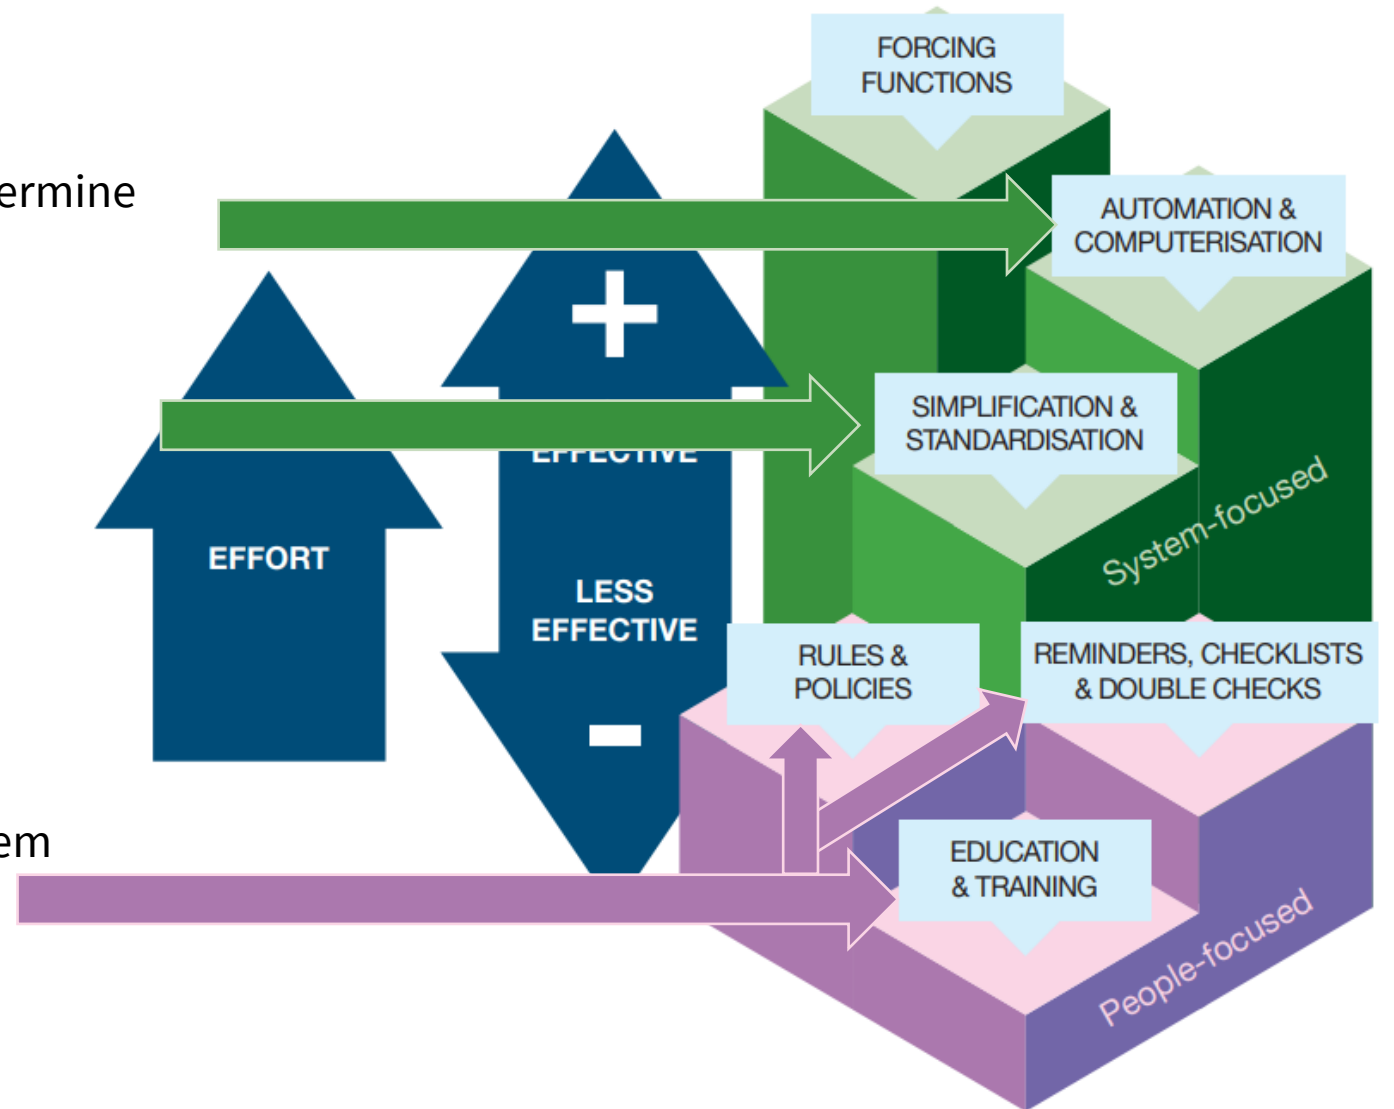 FORCING
FUNCTIONS
ermine
AUTOMATION &
COMPUTERISATION
SIMPLIFICATION &
STANDARDISATION
EFFECTIVE
System-focused
EFFORT
LESS
EFFECTIVE
RULES &
POLICIES
REMINDERS, CHECKLISTS
& DOUBLE CHECKS
em
EDUCATION
& TRAINING
People-focused